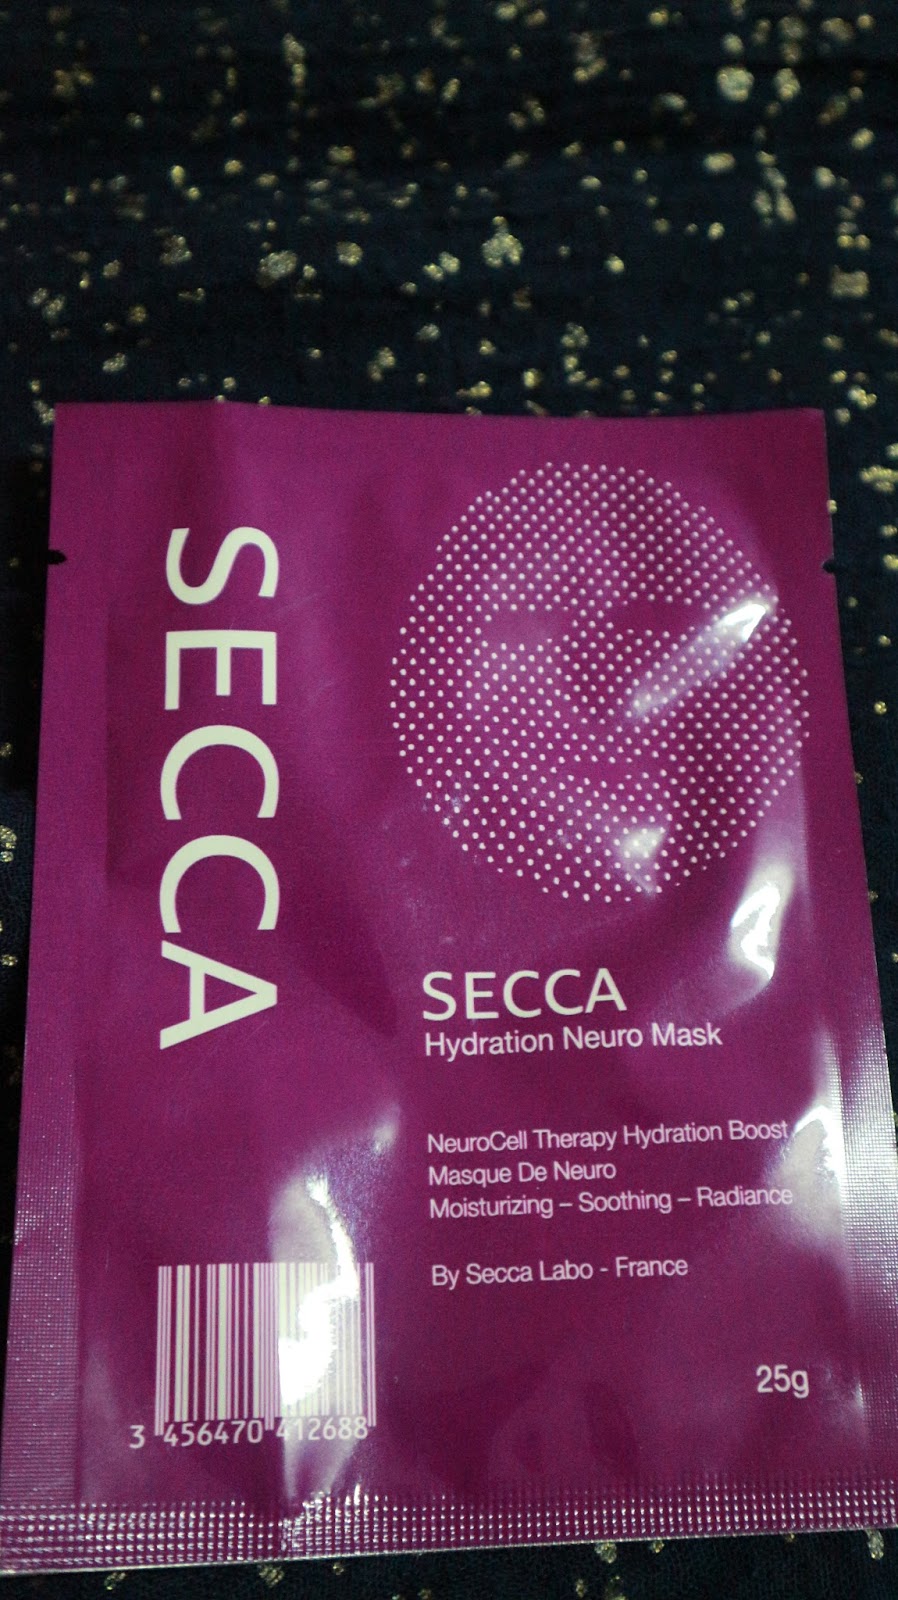 SECCA
SECCA
Hydration Neuro Mask
NeuroCell Therapy Hydration Boost
Masque De Neuro
Moisturizing – Soothing – Radiance
By Secca Labo - France
25g
3 456470 412688